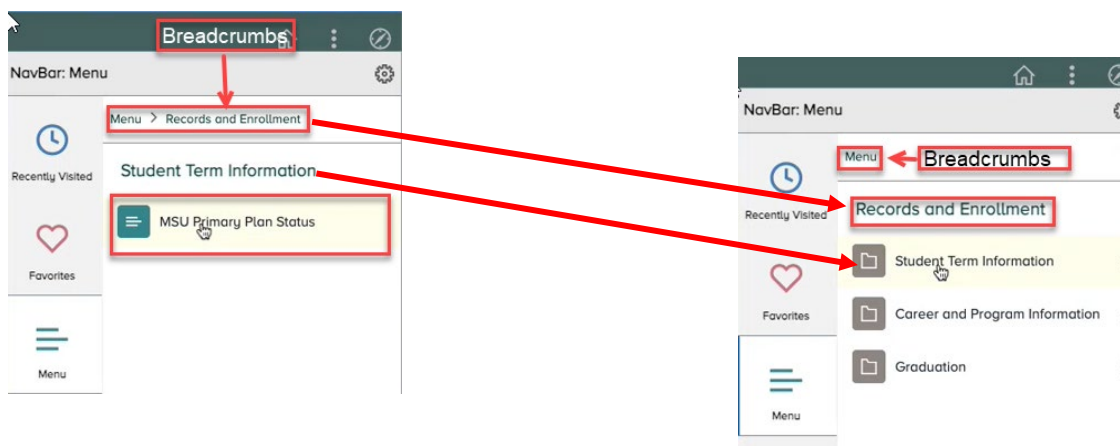 Breadcrumbs
NavBar: Menu
Menu > Records and Enrollment
Recently Visited
Student Term Information
MSU Primary Plan Status
Favorites
Menu
NavBar: Menu
Menu
Breadcrumbs
Recently Visited
Records and Enrollment
Student Term Information
Favorites
Career and Program Information
Graduation
Menu